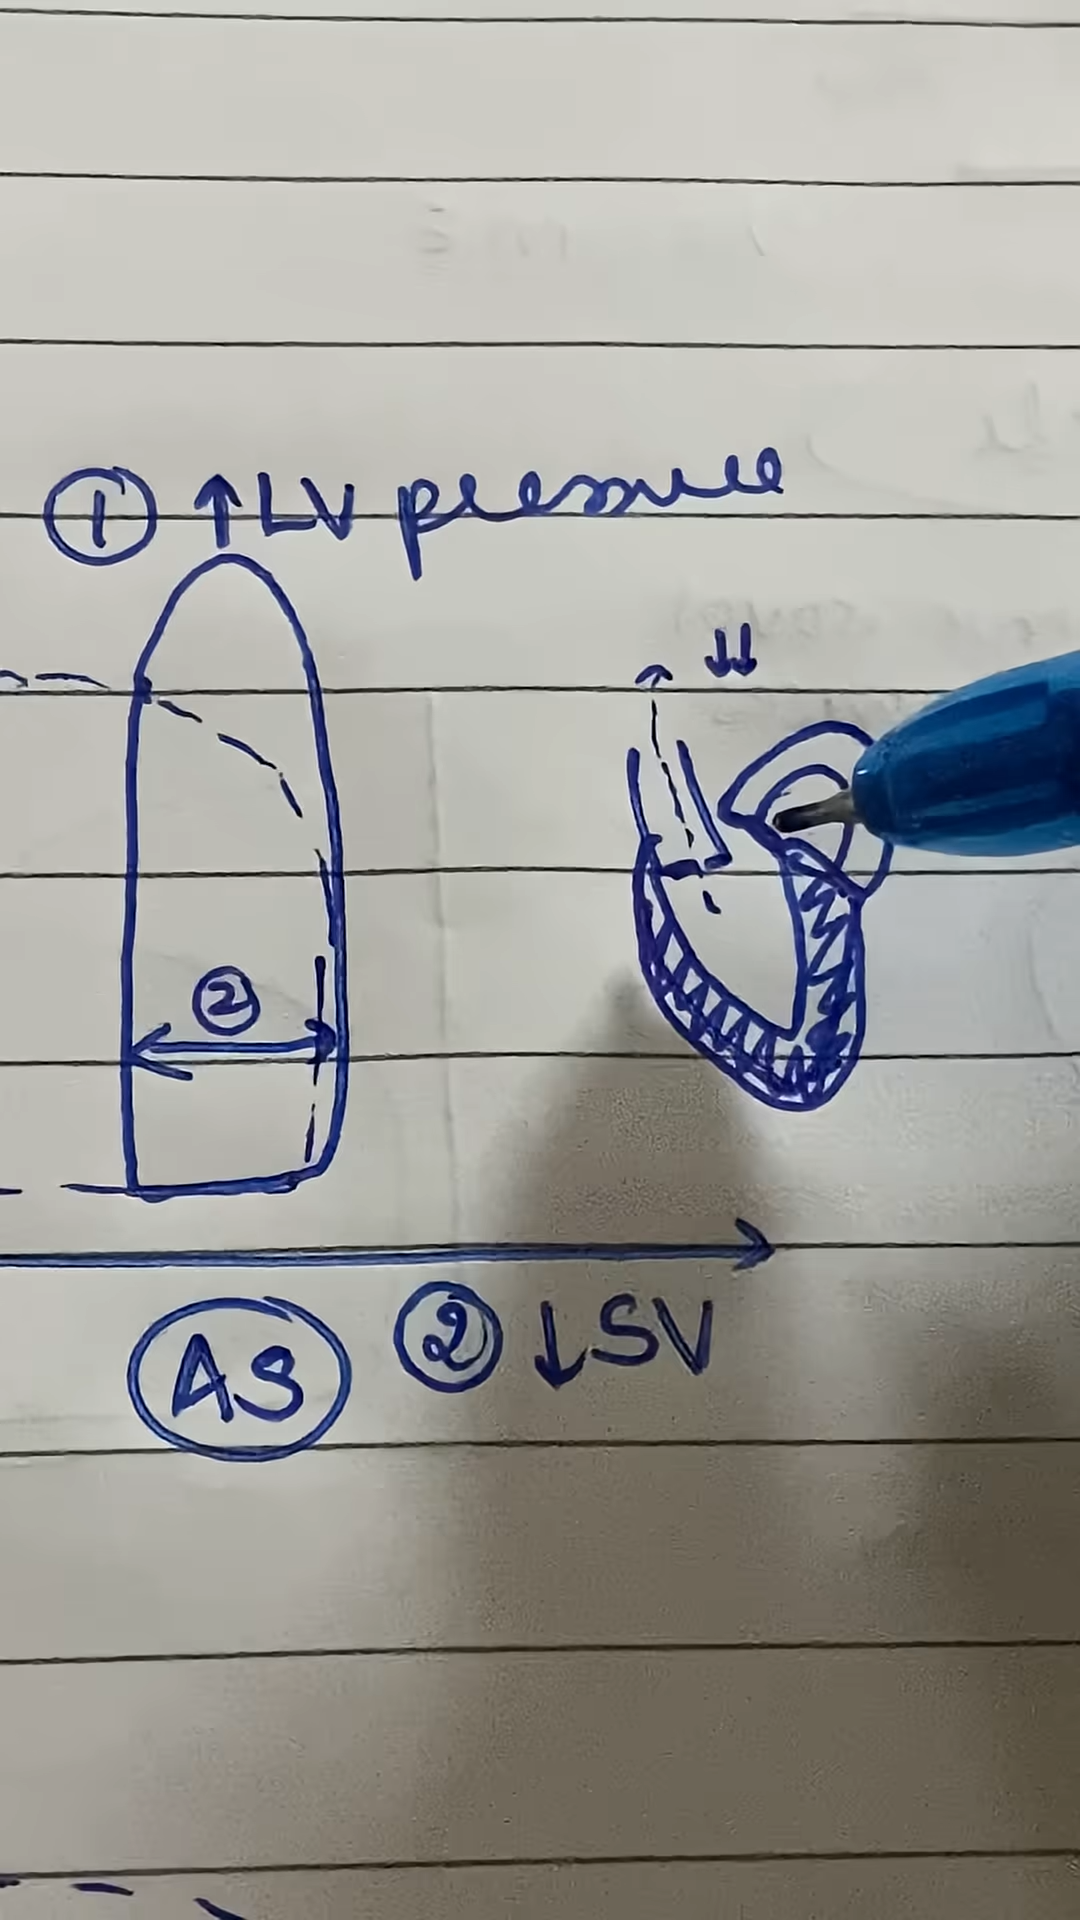 ① ↑ LV pressure
↓↓
②
AS ② ↓ SV